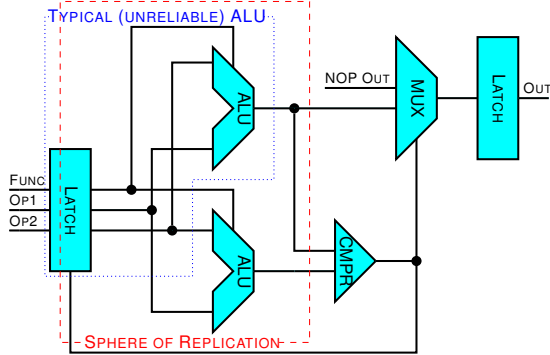 TYPICAL (UNRELIABLE) ALU
NOP OUT
MUX
LATCH
OUT
ALU
FUNC
OP1
OP2
LATCH
ALU
CMPR
SPHERE OF REPLICATION